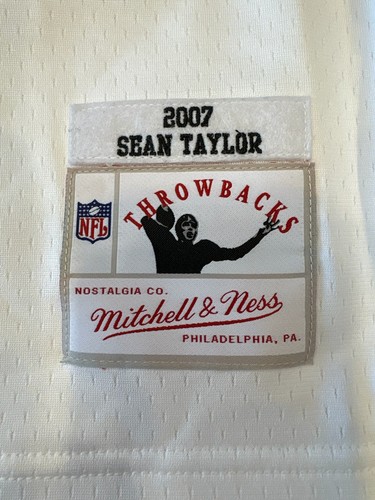 2007
SEAN TAYLOR
THROWBACKS
NFL
NOSTALGIA CO.
Mitchell & Ness
PHILADELPHIA, PA.